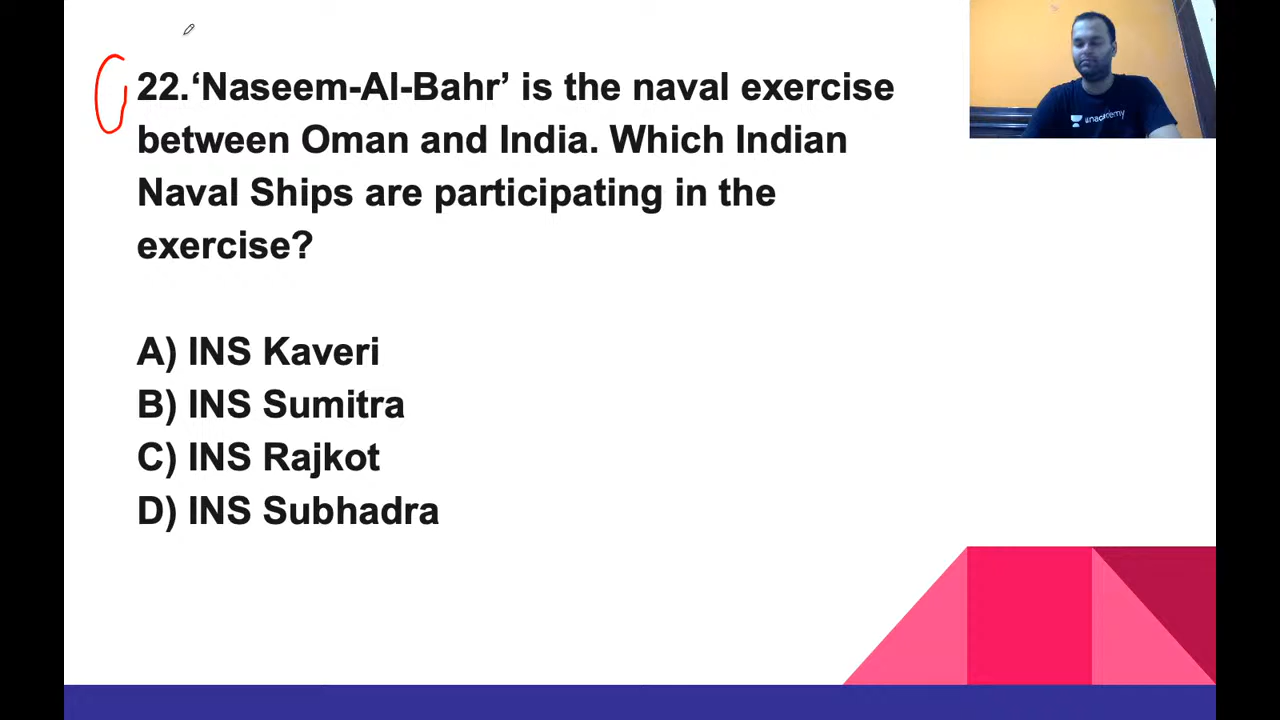 22.‘Naseem-Al-Bahr’ is the naval exercise
between Oman and India. Which Indian
Naval Ships are participating in the
exercise?
A) INS Kaveri
B) INS Sumitra
C) INS Rajkot
D) INS Subhadra
unacademy